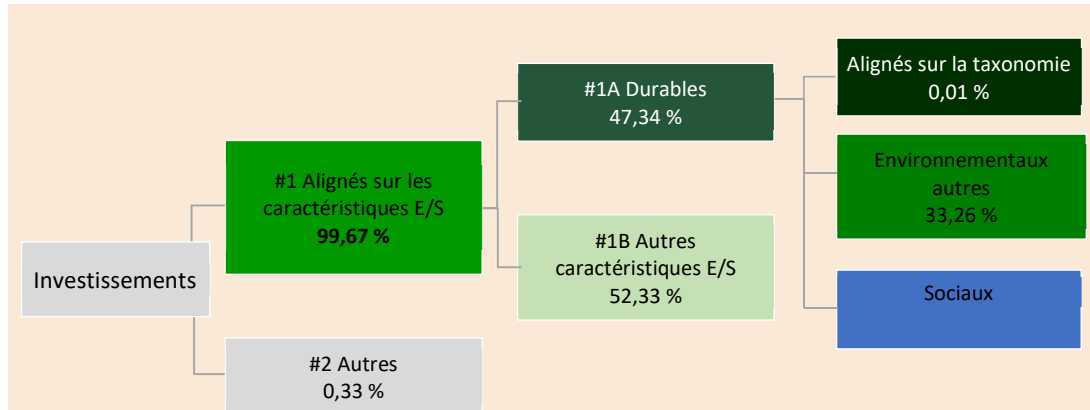 Investissements
#1 Alignés sur les
caractéristiques E/S
99,67 %
#2 Autres
0,33 %
#1A Durables
47,34 %
#1B Autres
caractéristiques E/S
52,33 %
Alignés sur la taxonomie
0,01 %
Environnementaux
autres
33,26 %
Sociaux